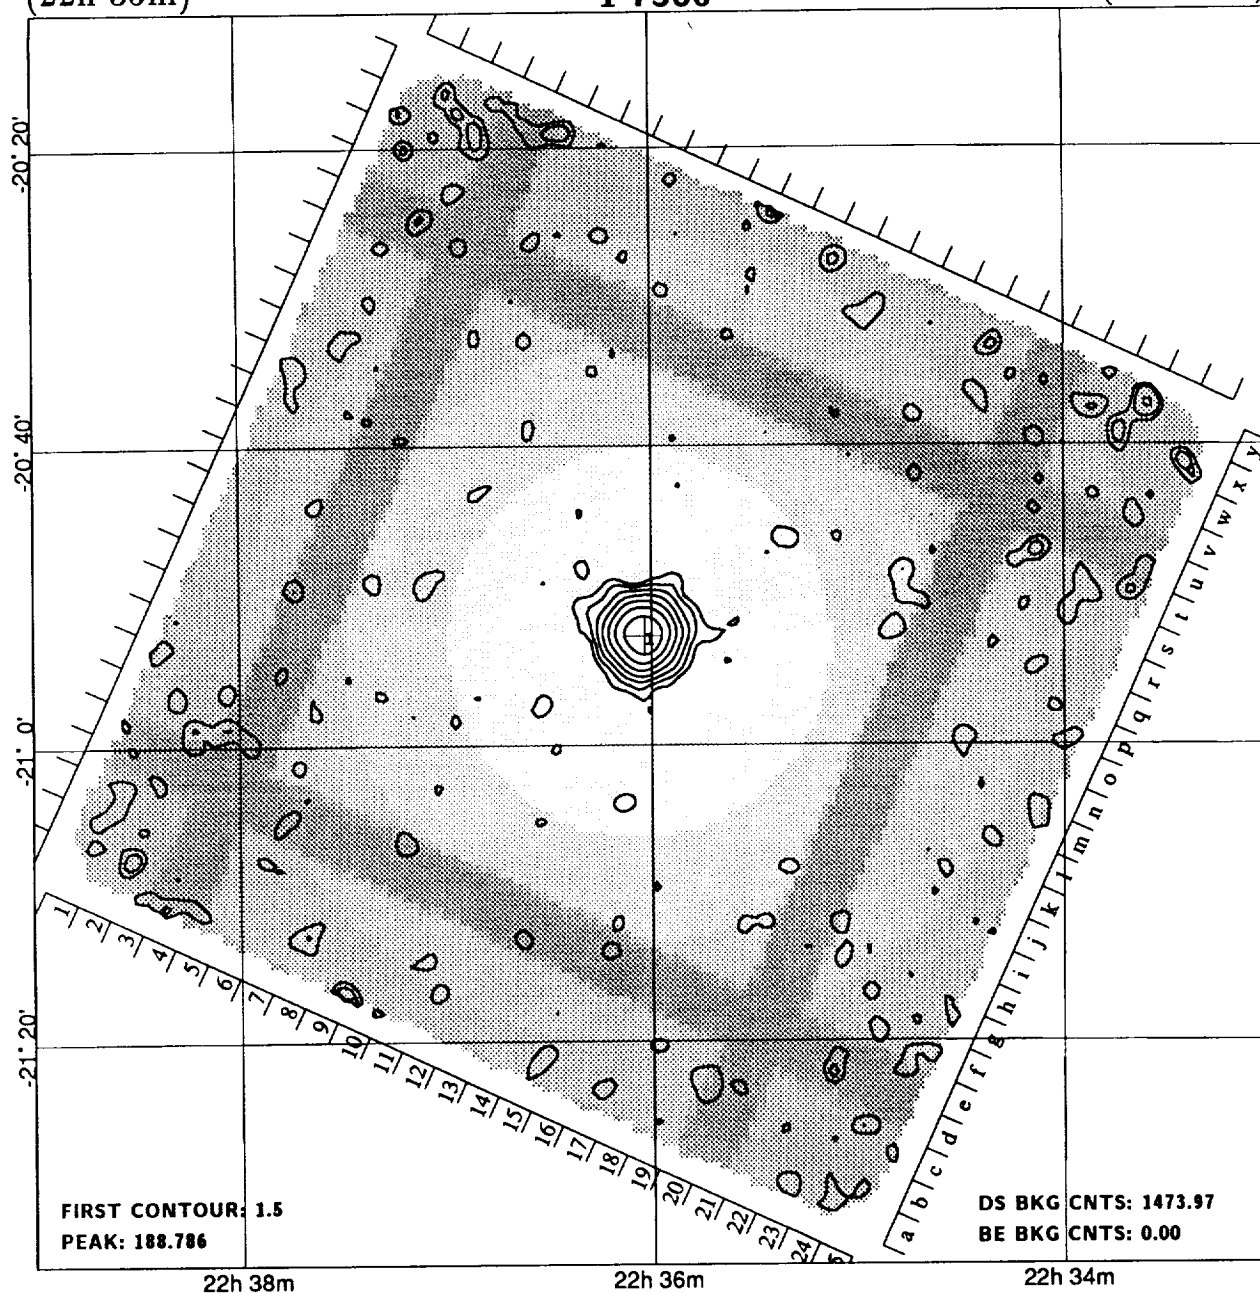 -20° 20'
-20° 40'
-21° 0'
-21° 20'
1 2 3 4 5 6 7 8 9 10 11 12 13 14 15 16 17 18 19 20 21 22 23 24
a b c d e f g h i j k l m n o p q r s t u v w x y
FIRST CONTOUR: 1.5
PEAK: 188.786
DS BKG CNTS: 1473.97
BE BKG CNTS: 0.00
22h 38m
22h 36m
22h 34m